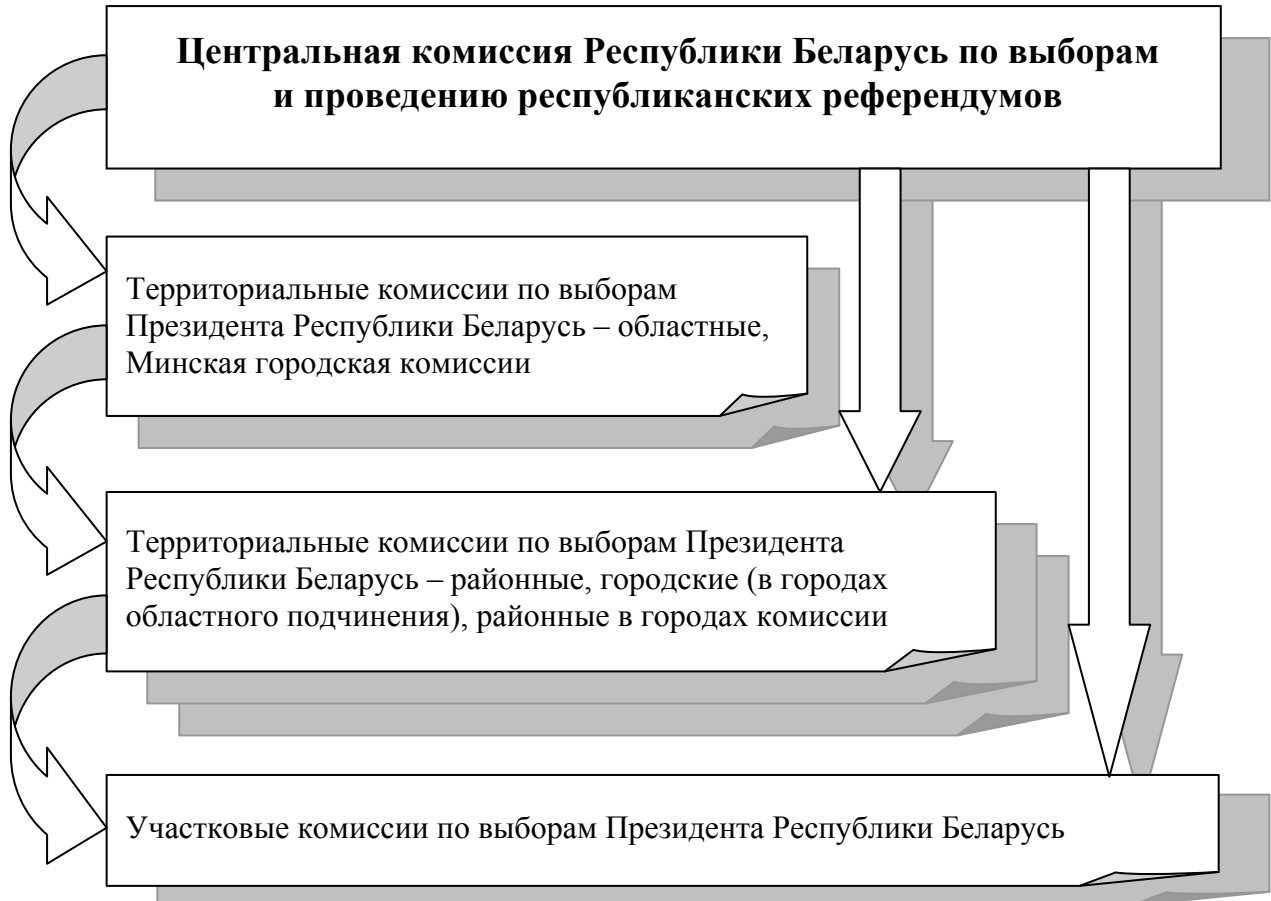 Центральная комиссия Республики Беларусь по выборам
и проведению республиканских референдумов
Территориальные комиссии по выборам
Президента Республики Беларусь – областные,
Минская городская комиссии
Территориальные комиссии по выборам Президента
Республики Беларусь – районные, городские (в городах
областного подчинения), районные в городах комиссии
Участковые комиссии по выборам Президента Республики Беларусь